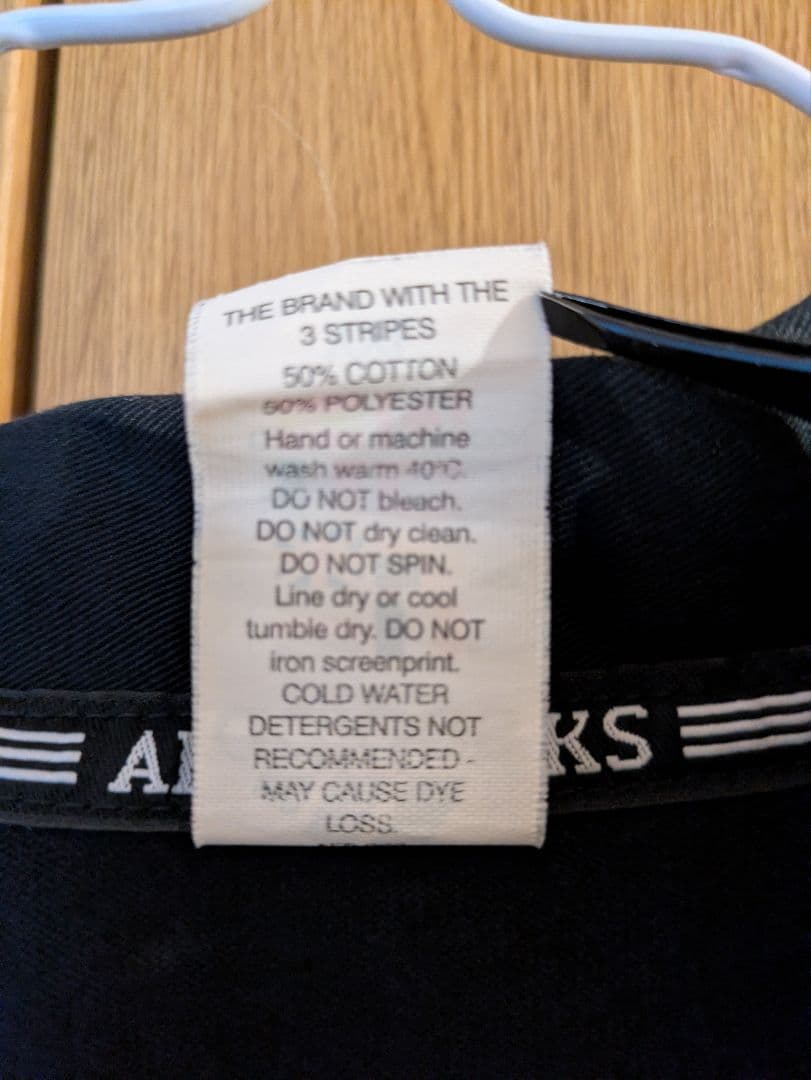 THE BRAND WITH THE
3 STRIPES
50% COTTON
50% POLYESTER
Hand or machine
wash warm 40°C.
DO NOT bleach.
DO NOT dry clean.
DO NOT SPIN.
Line dry or cool
tumble dry. DO NOT
iron screenprint.
COLD WATER
DETERGENTS NOT
RECOMMENDED -
MAY CAUSE DYE
LOSS.